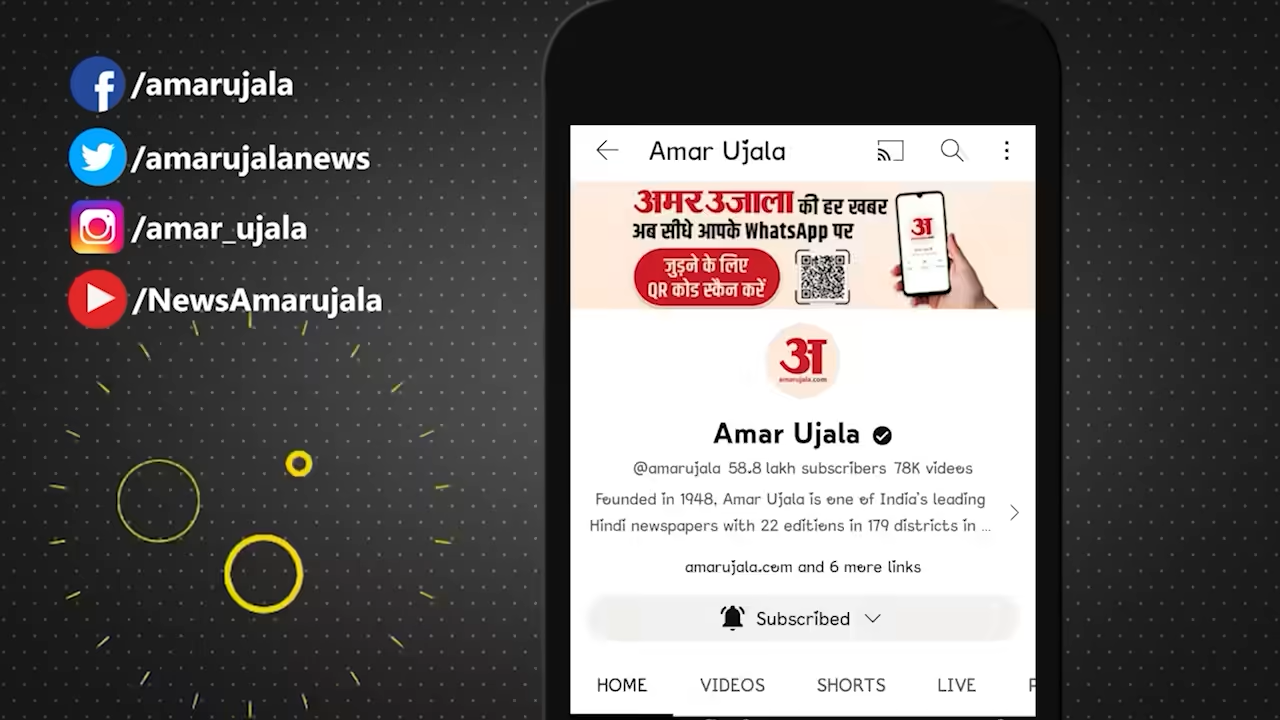 /amarujala
/amarujalanews
/amar_ujala
/NewsAmarujala
Amar Ujala
अमर उजाला की हर खबर
अब सीधे आपके WhatsApp पर
जुड़ने के लिए
QR कोड स्कैन करें
अ
अ
amarujala.com
Amar Ujala
@amarujala 58.8 lakh subscribers 78K videos
Founded in 1948, Amar Ujala is one of India's leading
Hindi newspapers with 22 editions in 179 districts in ...
amarujala.com and 6 more links
Subscribed
HOME VIDEOS SHORTS LIVE